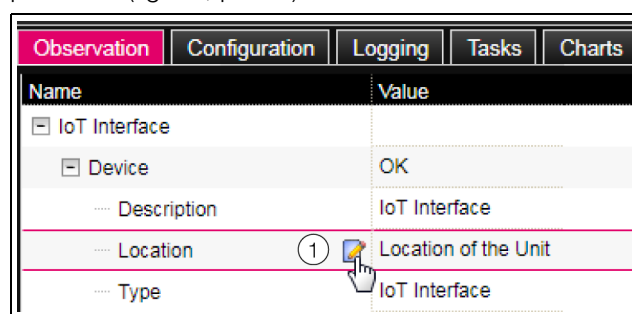 Observation Configuration Logging Tasks Charts
Name Value
IoT Interface
Device OK
Description IoT Interface
Location 1 Location of the Unit
Type IoT Interface